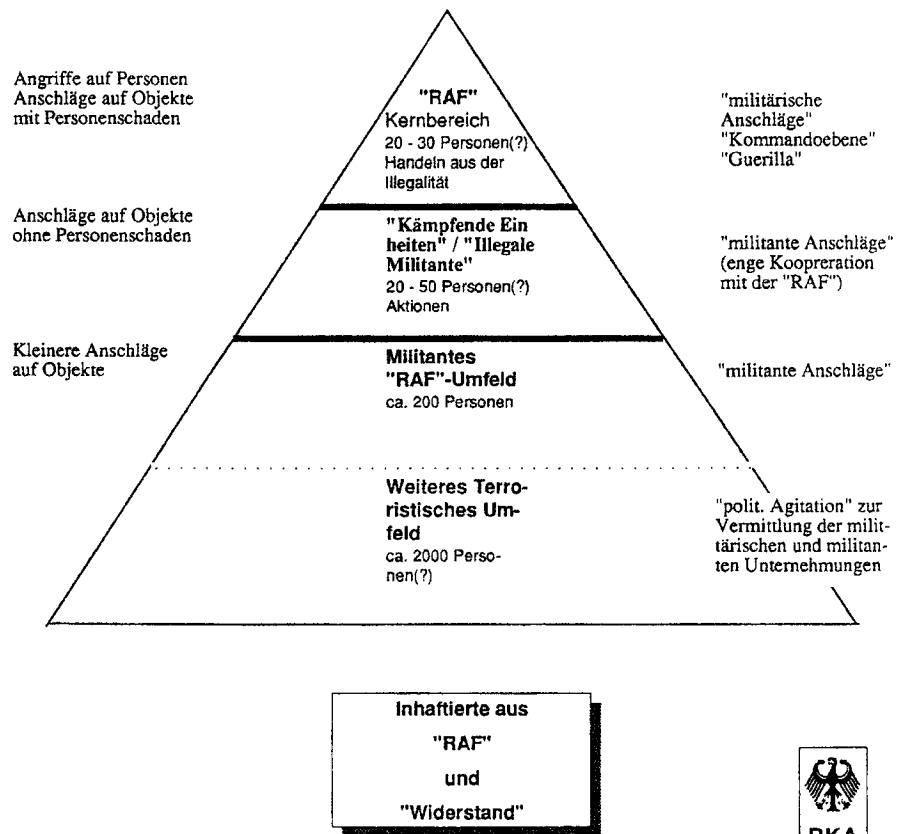 Angriffe auf Personen
Anschläge auf Objekte
mit Personenschaden
"RAF"
Kernbereich
20 - 30 Personen(?)
Handeln aus der
Illegalität
"militärische
Anschläge"
"Kommandoebene"
"Guerilla"
Anschläge auf Objekte
ohne Personenschaden
"Kämpfende Ein
heiten" / "Illegale
Militante"
20 - 50 Personen(?)
Aktionen
"militante Anschläge"
(enge Koopreration
mit der "RAF")
Kleinere Anschläge
auf Objekte
Militantes
"RAF"-Umfeld
ca. 200 Personen
"militante Anschläge"
Weiteres Terro-
ristisches Um-
feld
ca. 2000 Perso-
nen(?)
"polit. Agitation" zur
Vermittlung der milit-
tärischen und militan-
ten Unternehmungen
Inhaftierte aus
"RAF"
und
"Widerstand"
BKA